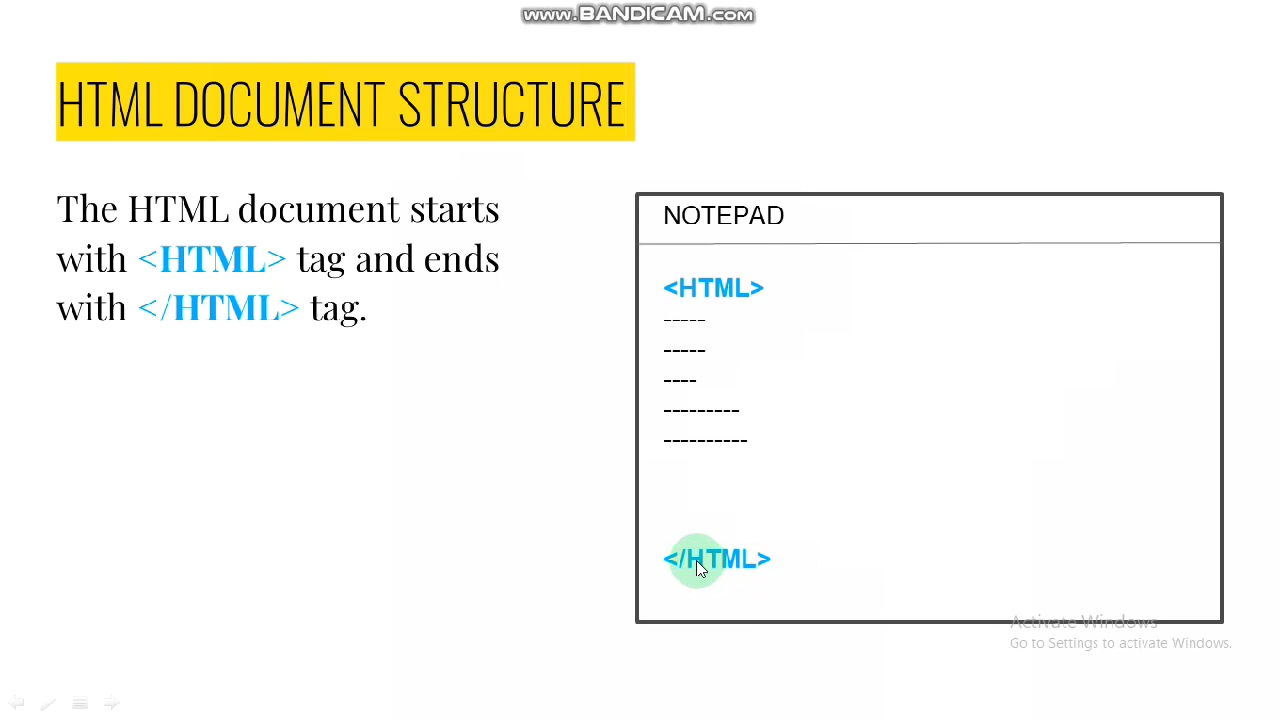 www.BANDICAM.com
HTML DOCUMENT STRUCTURE
The HTML document starts
with <HTML> tag and ends
with </HTML> tag.
NOTEPAD
<HTML>
-----
-----
----
---------
----------
</HTML>
Activate Windows
Go to Settings to activate Windows.